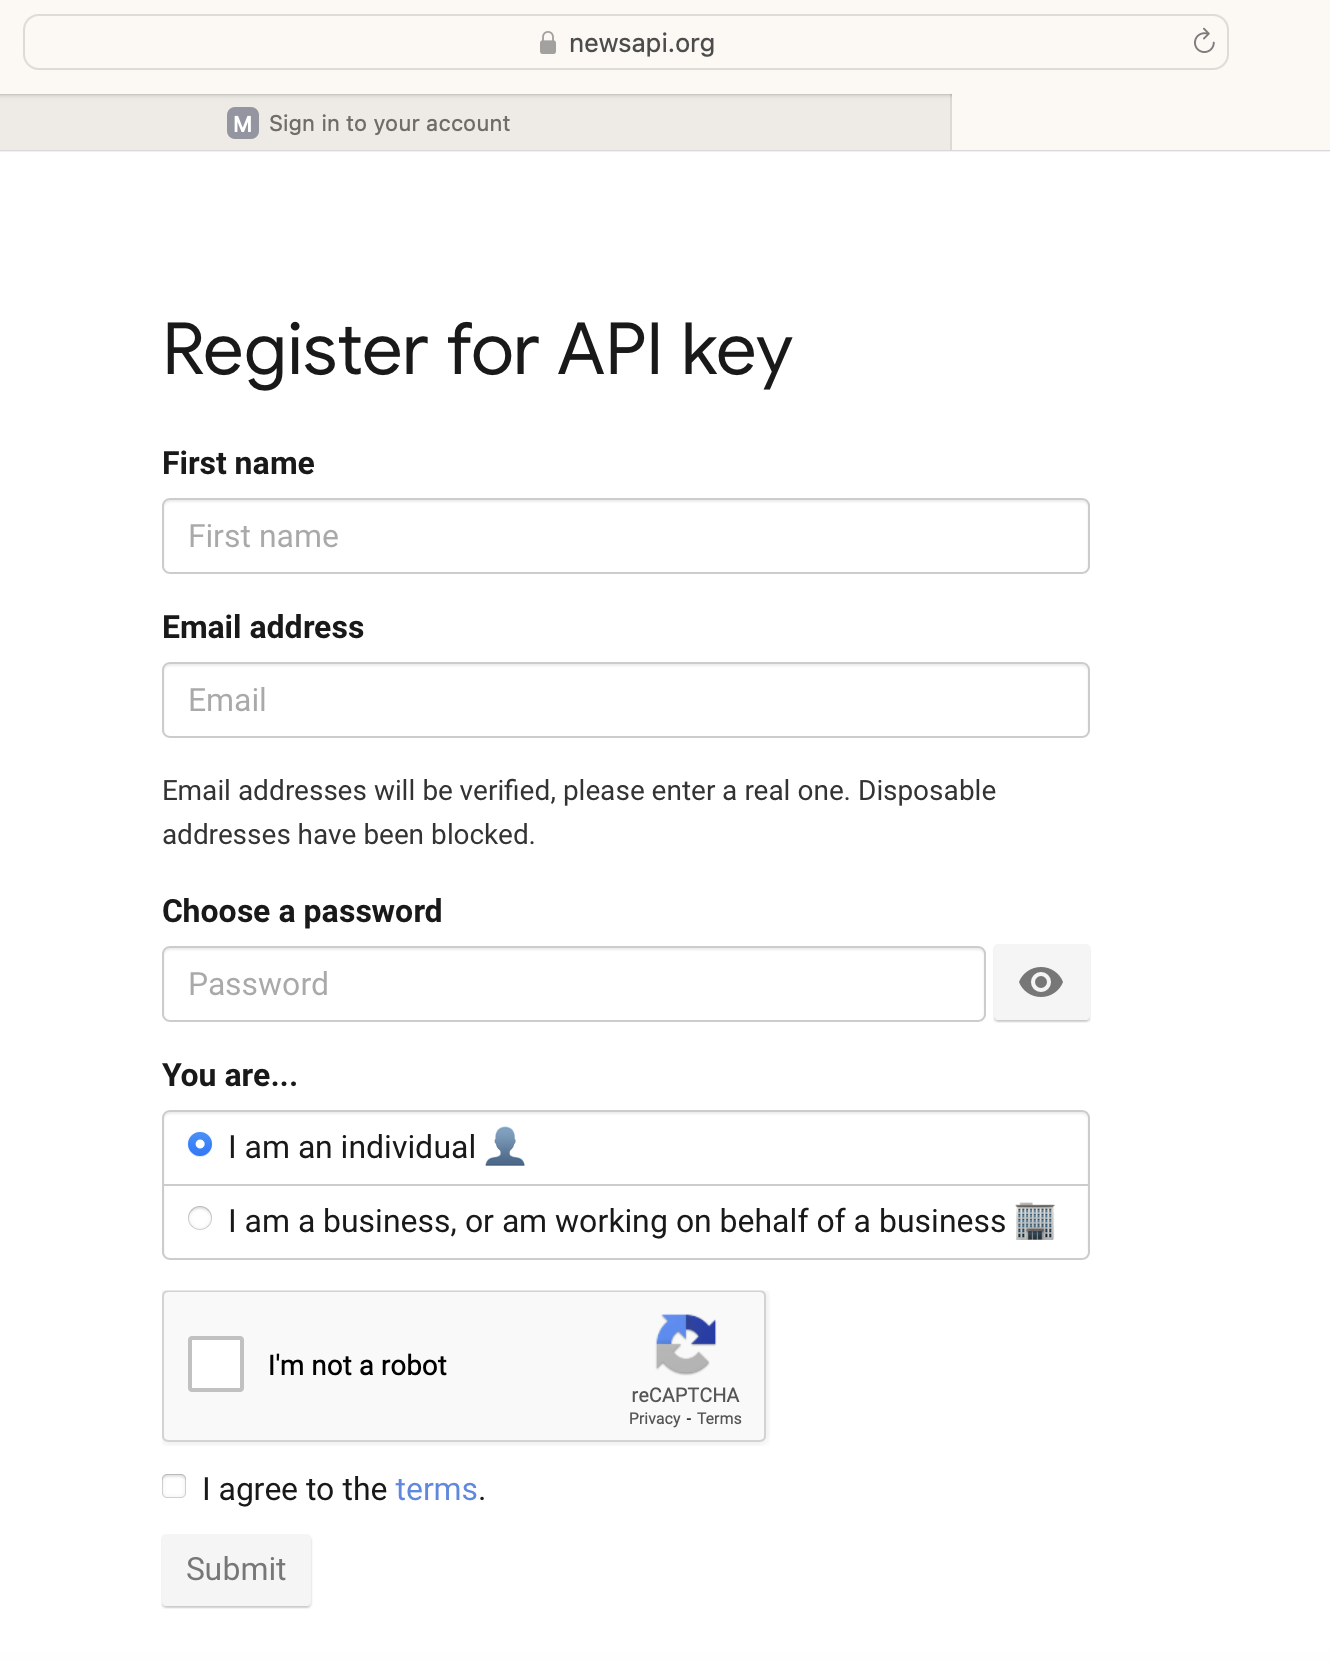 newsapi.org
M Sign in to your account
Register for API key
First name
First name
Email address
Email
Email addresses will be verified, please enter a real one. Disposable
addresses have been blocked.
Choose a password
Password
You are...
I am an individual
I am a business, or am working on behalf of a business
I'm not a robot
reCAPTCHA
Privacy - Terms
I agree to the terms.
Submit